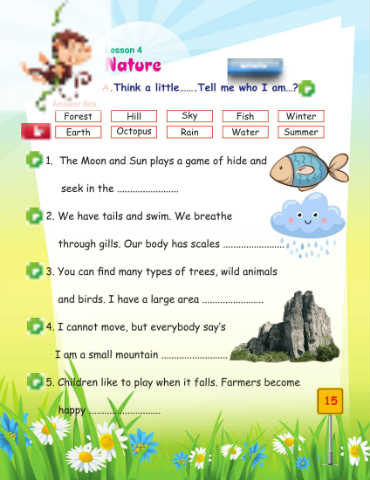 Lesson 4
Nature
A.Think a little.......Tell me who I am...?
Forest Hill Sky Fish Winter
Earth Octopus Rain Water Summer
1. The Moon and Sun plays a game of hide and
seek in the ........................
2. We have tails and swim. We breathe
through gills. Our body has scales ........................
3. You can find many types of trees, wild animals
and birds. I have a large area ........................
4. I cannot move, but everybody say's
I am a small mountain ..........................
5. Children like to play when it falls. Farmers become
happy ............................
15